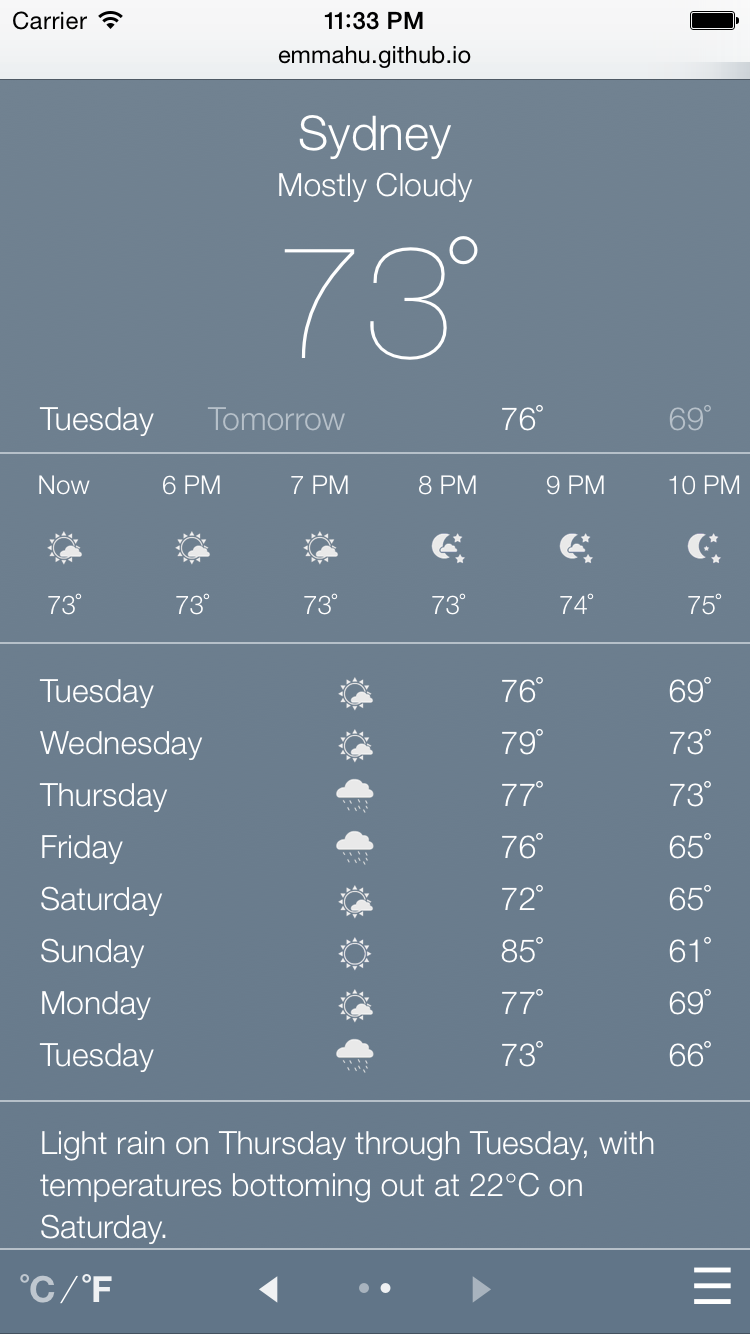 Carrier 11:33 PM
emmahu.github.io
Sydney
Mostly Cloudy
73°
Tuesday Tomorrow 76° 69°
Now 6 PM 7 PM 8 PM 9 PM 10 PM
73° 73° 73° 73° 74° 75°
Tuesday 76° 69°
Wednesday 79° 73°
Thursday 77° 73°
Friday 76° 65°
Saturday 72° 65°
Sunday 85° 61°
Monday 77° 69°
Tuesday 73° 66°
Light rain on Thursday through Tuesday, with
temperatures bottoming out at 22°C on
Saturday.
°C/°F